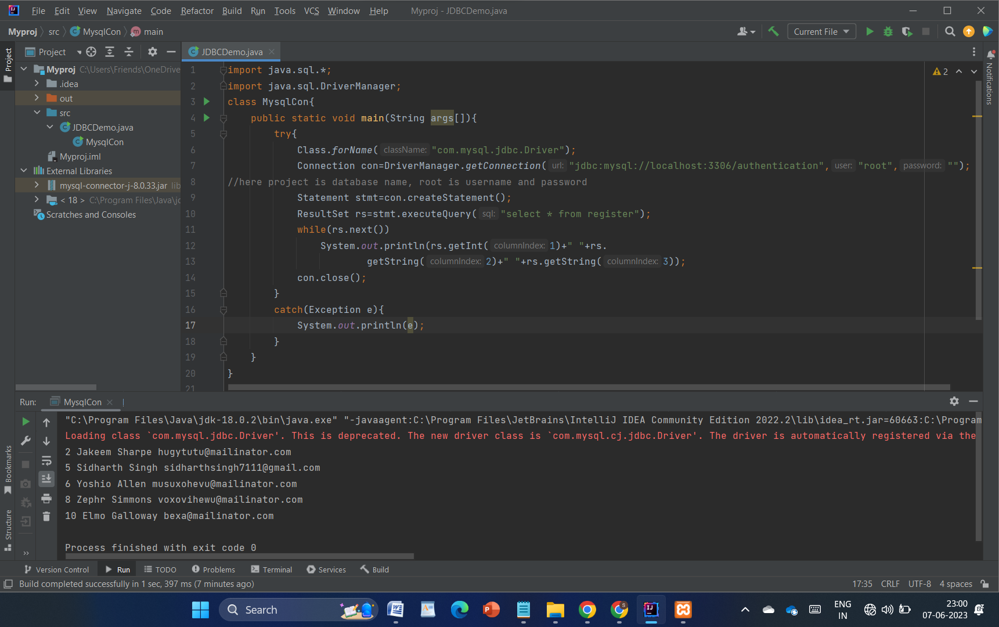 File Edit View Navigate Code Refactor Build Run Tools VCS Window Help Myproj - JDBCDemo.java
Myproj src MysqlCon main Current File
Project JDBCDemo.java
Myproj C:\Users\Friends\OneDrive
.idea
out
src
JDBCDemo.java
MysqlCon
Myproj.iml
External Libraries
mysql-connector-j-8.0.33.jar lib
< 18 > C:\Program Files\Java\jc
Scratches and Consoles
Project
Bookmarks
Structure
Notifications
2
1 import java.sql.*;
2 import java.sql.DriverManager;
3 class MysqlCon{
4 public static void main(String args[]){
5 try{
6 Class.forName( className: "com.mysql.jdbc.Driver");
7 Connection con=DriverManager.getConnection( url: "jdbc:mysql://localhost:3306/authentication", user: "root", password: "");
8 //here project is database name, root is username and password
9 Statement stmt=con.createStatement();
10 ResultSet rs=stmt.executeQuery( sql: "select * from register");
11 while(rs.next())
12 System.out.println(rs.getInt( columnIndex: 1)+" "+rs.
13 getString( columnIndex: 2)+" "+rs.getString( columnIndex: 3));
14 con.close();
15 }
16 catch(Exception e){
17 System.out.println(e);
18 }
19 }
20 }
21
Run: MysqlCon
"C:\Program Files\Java\jdk-18.0.2\bin\java.exe" "-javaagent:C:\Program Files\JetBrains\IntelliJ IDEA Community Edition 2022.2\lib\idea_rt.jar=60663:C:\Program
Loading class `com.mysql.jdbc.Driver'. This is deprecated. The new driver class is `com.mysql.cj.jdbc.Driver'. The driver is automatically registered via the
2 Jakeem Sharpe hugytutu@mailinator.com
5 Sidharth Singh sidharthsingh7111@gmail.com
6 Yoshio Allen musuxohevu@mailinator.com
8 Zephr Simmons voxovihewu@mailinator.com
10 Elmo Galloway bexa@mailinator.com
Process finished with exit code 0
Version Control Run TODO Problems Terminal Services Build
Build completed successfully in 1 sec, 397 ms (7 minutes ago) 17:35 CRLF UTF-8 4 spaces
Search
ENG
IN
23:00
07-06-2023